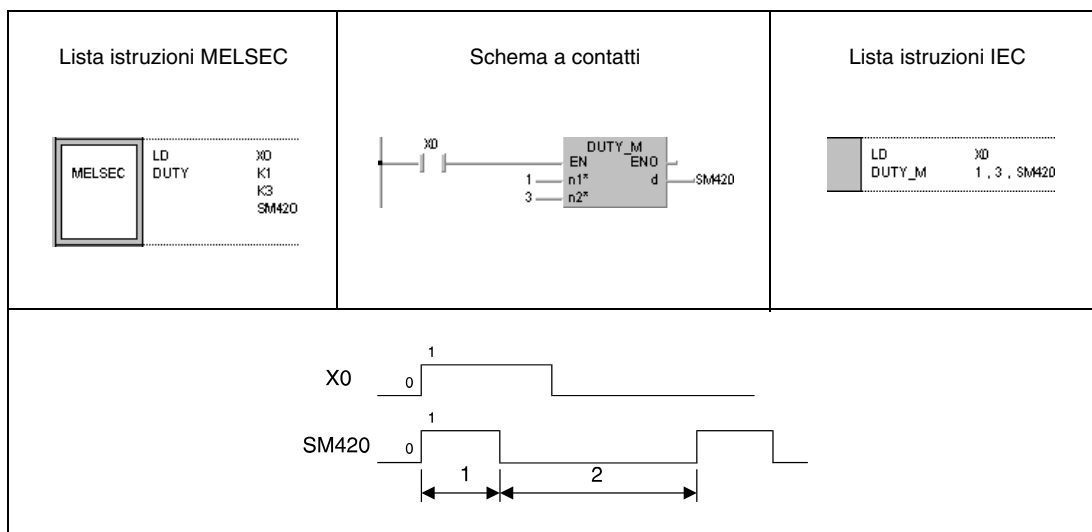 Lista istruzioni MELSEC
MELSEC
LD X0
DUTY K1
K3
SM420
Schema a contatti
X0
DUTY_M
EN ENO
1 n1* d SM420
3 n2*
Lista istruzioni IEC
LD X0
DUTY_M 1 , 3 , SM420
1
X0 0
1
SM420 0
1 2